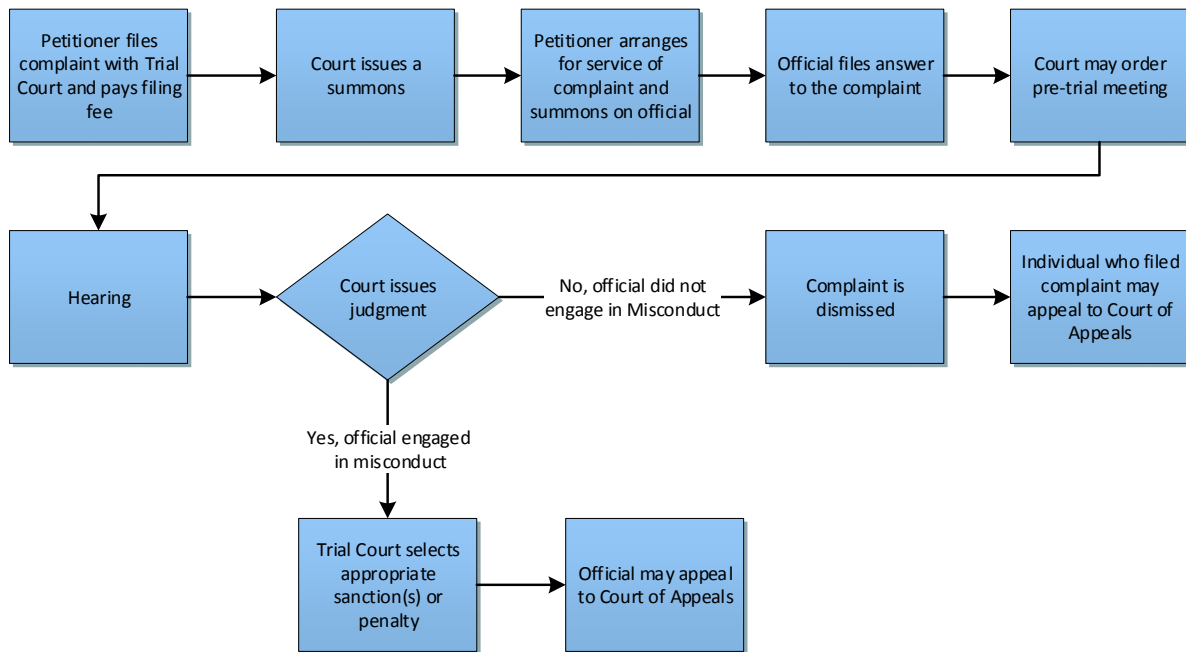 Petitioner files
complaint with Trial
Court and pays filing
fee
Court issues a
summons
Petitioner arranges
for service of
complaint and
summons on official
Official files answer
to the complaint
Court may order
pre-trial meeting
Hearing
Court issues
judgment
No, official did not
engage in Misconduct
Complaint is
dismissed
Individual who filed
complaint may
appeal to Court of
Appeals
Yes, official engaged
in misconduct
Trial Court selects
appropriate
sanction(s) or
penalty
Official may appeal
to Court of Appeals